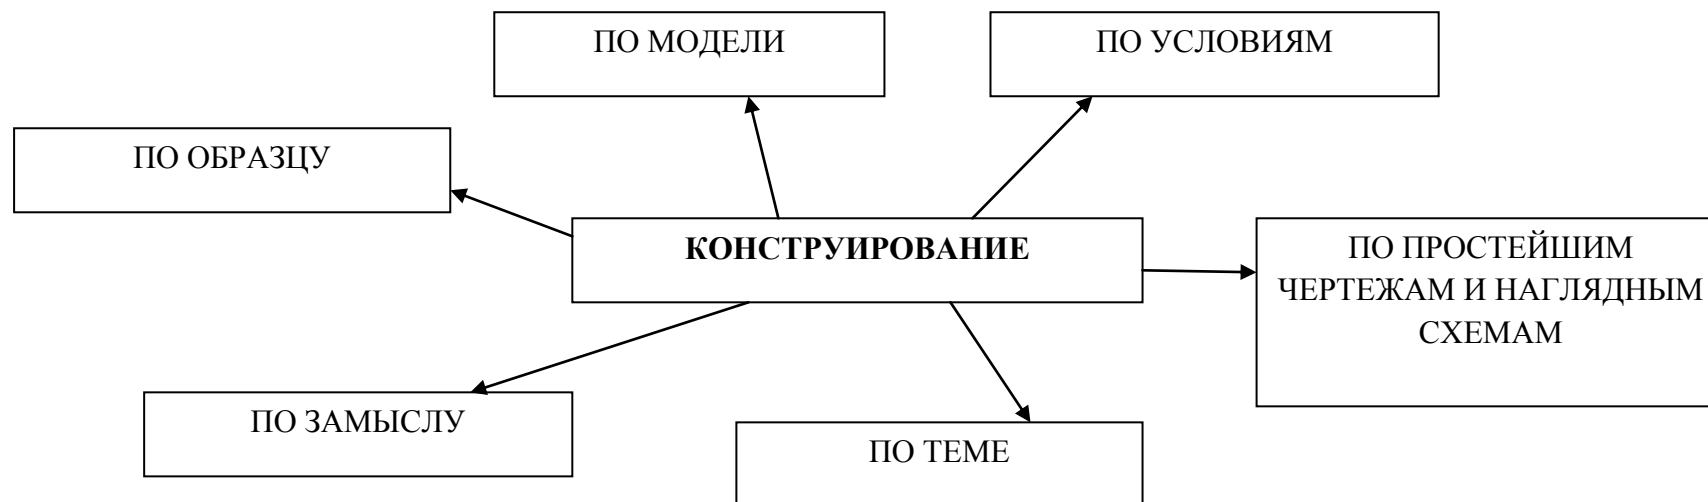 ПО МОДЕЛИ
ПО УСЛОВИЯМ
ПО ОБРАЗЦУ
КОНСТРУИРОВАНИЕ
ПО ПРОСТЕЙШИМ
ЧЕРТЕЖАМ И НАГЛЯДНЫМ
СХЕМАМ
ПО ЗАМЫСЛУ
ПО ТЕМЕ